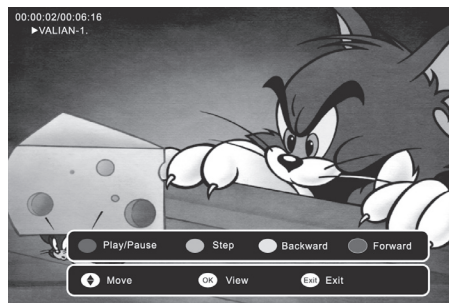 00:00:02/00:06:16
▶VALIAN-1.
Play/Pause Step Backward Forward
Move OK View Exit Exit